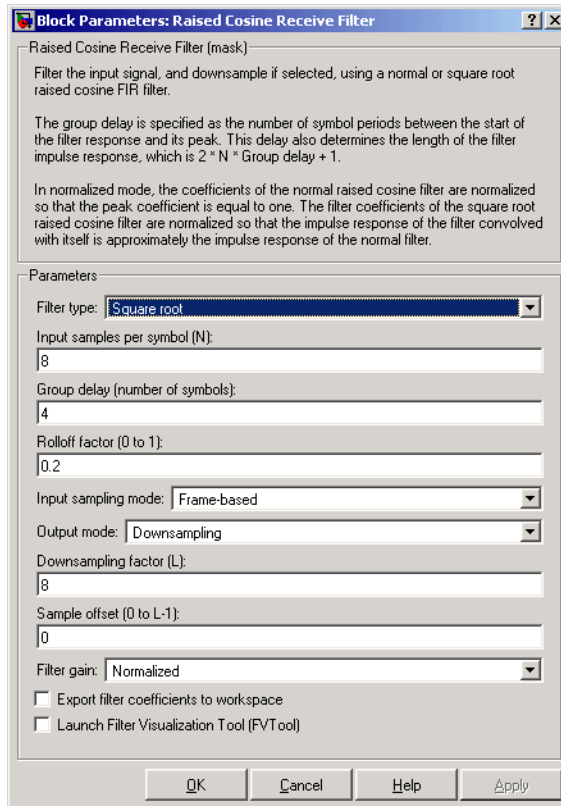 Block Parameters: Raised Cosine Receive Filter
Raised Cosine Receive Filter (mask)
Filter the input signal, and downsample if selected, using a normal or square root
raised cosine FIR filter.
The group delay is specified as the number of symbol periods between the start of
the filter response and its peak. This delay also determines the length of the filter
impulse response, which is 2 * N * Group delay + 1.
In normalized mode, the coefficients of the normal raised cosine filter are normalized
so that the peak coefficient is equal to one. The filter coefficients of the square root
raised cosine filter are normalized so that the impulse response of the filter convolved
with itself is approximately the impulse response of the normal filter.
Parameters
Filter type: Square root
Input samples per symbol (N):
8
Group delay (number of symbols):
4
Rolloff factor (0 to 1):
0.2
Input sampling mode: Frame-based
Output mode: Downsampling
Downsampling factor (L):
8
Sample offset (0 to L-1):
0
Filter gain: Normalized
Export filter coefficients to workspace
Launch Filter Visualization Tool (FVTool)
OK Cancel Help Apply